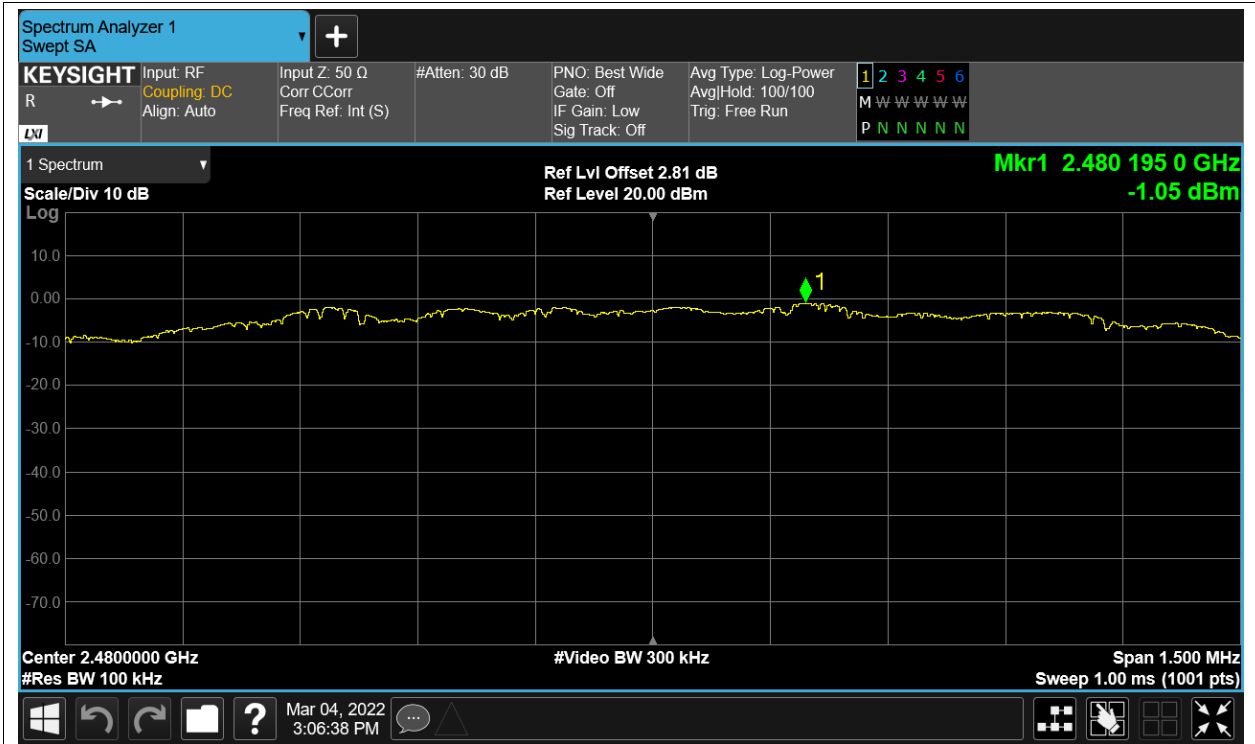 Spectrum Analyzer 1
Swept SA
KEYSIGHT
R
LXI
Input: RF
Coupling: DC
Align: Auto
Input Z: 50 Ω
Corr CCorr
Freq Ref: Int (S)
#Atten: 30 dB
PNO: Best Wide
Gate: Off
IF Gain: Low
Sig Track: Off
Avg Type: Log-Power
Avg|Hold: 100/100
Trig: Free Run
1 2 3 4 5 6
M W W W W W
P N N N N N
1 Spectrum
Scale/Div 10 dB
Log
Ref Lvl Offset 2.81 dB
Ref Level 20.00 dBm
Mkr1 2.480 195 0 GHz
-1.05 dBm
10.0
0.00
-10.0
-20.0
-30.0
-40.0
-50.0
-60.0
-70.0
1
Center 2.4800000 GHz
#Res BW 100 kHz
#Video BW 300 kHz
Span 1.500 MHz
Sweep 1.00 ms (1001 pts)
?
Mar 04, 2022
3:06:38 PM